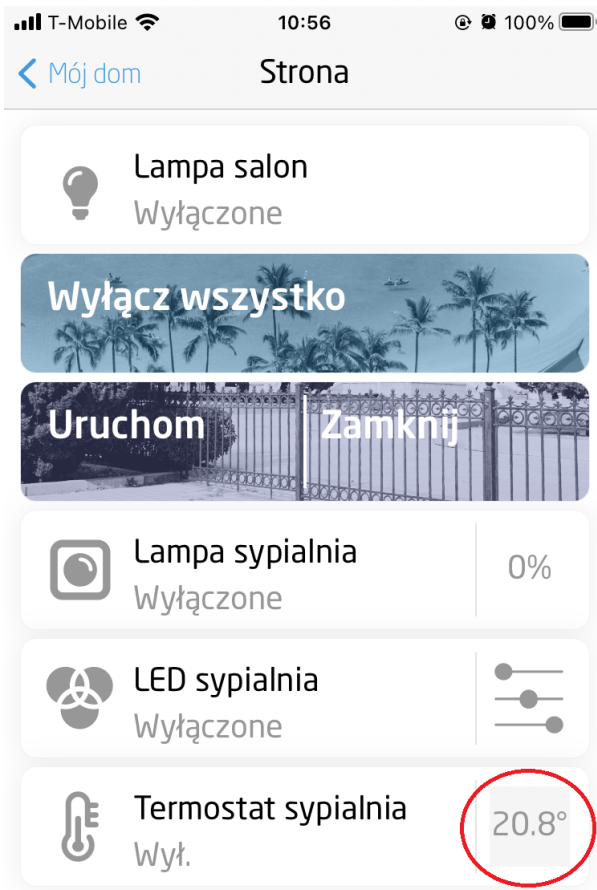 T-Mobile 10:56 100%
Mój dom Strona
Lampa salon
Wyłączone
Wyłącz wszystko
Uruchom Zamknij
Lampa sypialnia
Wyłączone
0%
LED sypialnia
Wyłączone
Termostat sypialnia
Wył.
20.8°